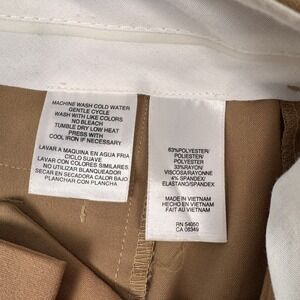 MACHINE WASH COLD WATER
GENTLE CYCLE
WASH WITH LIKE COLORS
NO BLEACH
TUMBLE DRY LOW HEAT
PRESS WITH
COOL IRON IF NECESSARY
LAVAR A MAQUINA EN AGUA FRIA
CICLO SUAVE
LAVAR CON COLORES SIMILARES
NO UTILIZAR BLANQUEADOR
SECAR EN SECADORA CALOR BAJO
PLANCHAR CON PLANCHA
63%POLYESTER/
POLIESTER/
POLYESTER
33%RAYON
VISCOSA/RAYONNE
4% SPANDEX
ELASTANO/SPANDEX
MADE IN VIETNAM
HECHO EN VIETNAM
FAIT AU VIETNAM
RN 54050
CA 06349